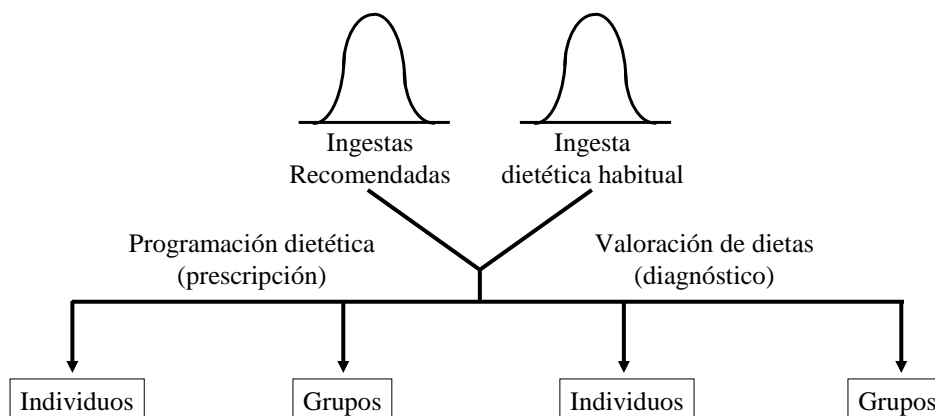 Ingestas
Recomendadas
Ingesta
dietética habitual
Programación dietética
(prescripción)
Valoración de dietas
(diagnóstico)
Individuos
Grupos
Individuos
Grupos